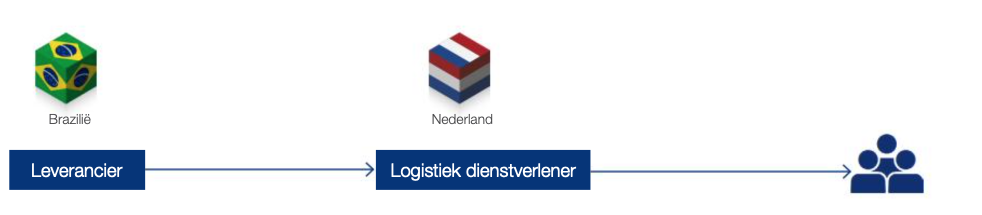 Brazilië
Nederland
Leverancier
Logistiek dienstverlener